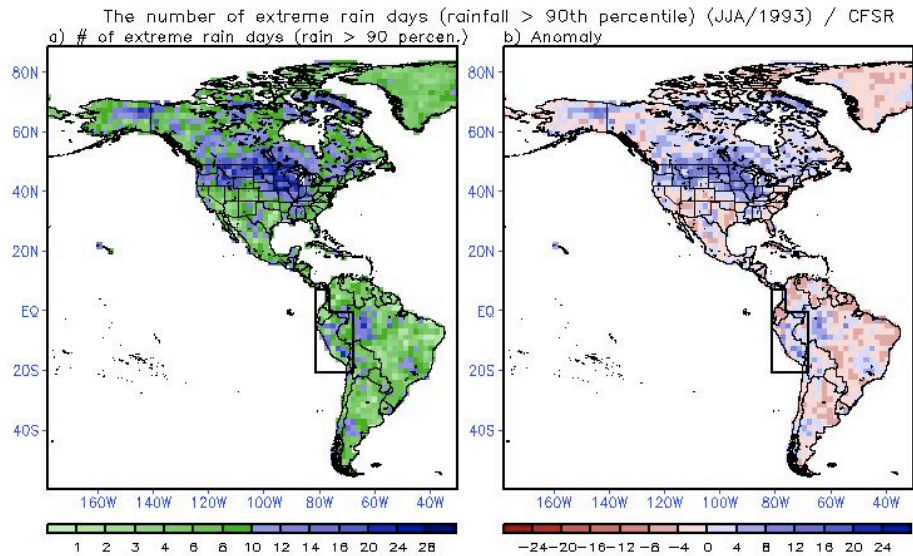 The number of extreme rain days (rainfall > 90th percentile) (JJA/1993) / CFSR
a) # of extreme rain days (rain > 90 percen.)
b) Anomaly
80N
60N
40N
20N
EQ
20S
40S
160W 140W 120W 100W 80W 60W 40W
80N
60N
40N
20N
EQ
20S
40S
160W 140W 120W 100W 80W 60W 40W
1 2 4 6 8 10 12 14 16 20 24 28
-24 -20 -16 -12 -8 -4 0 4 8 12 16 20 24